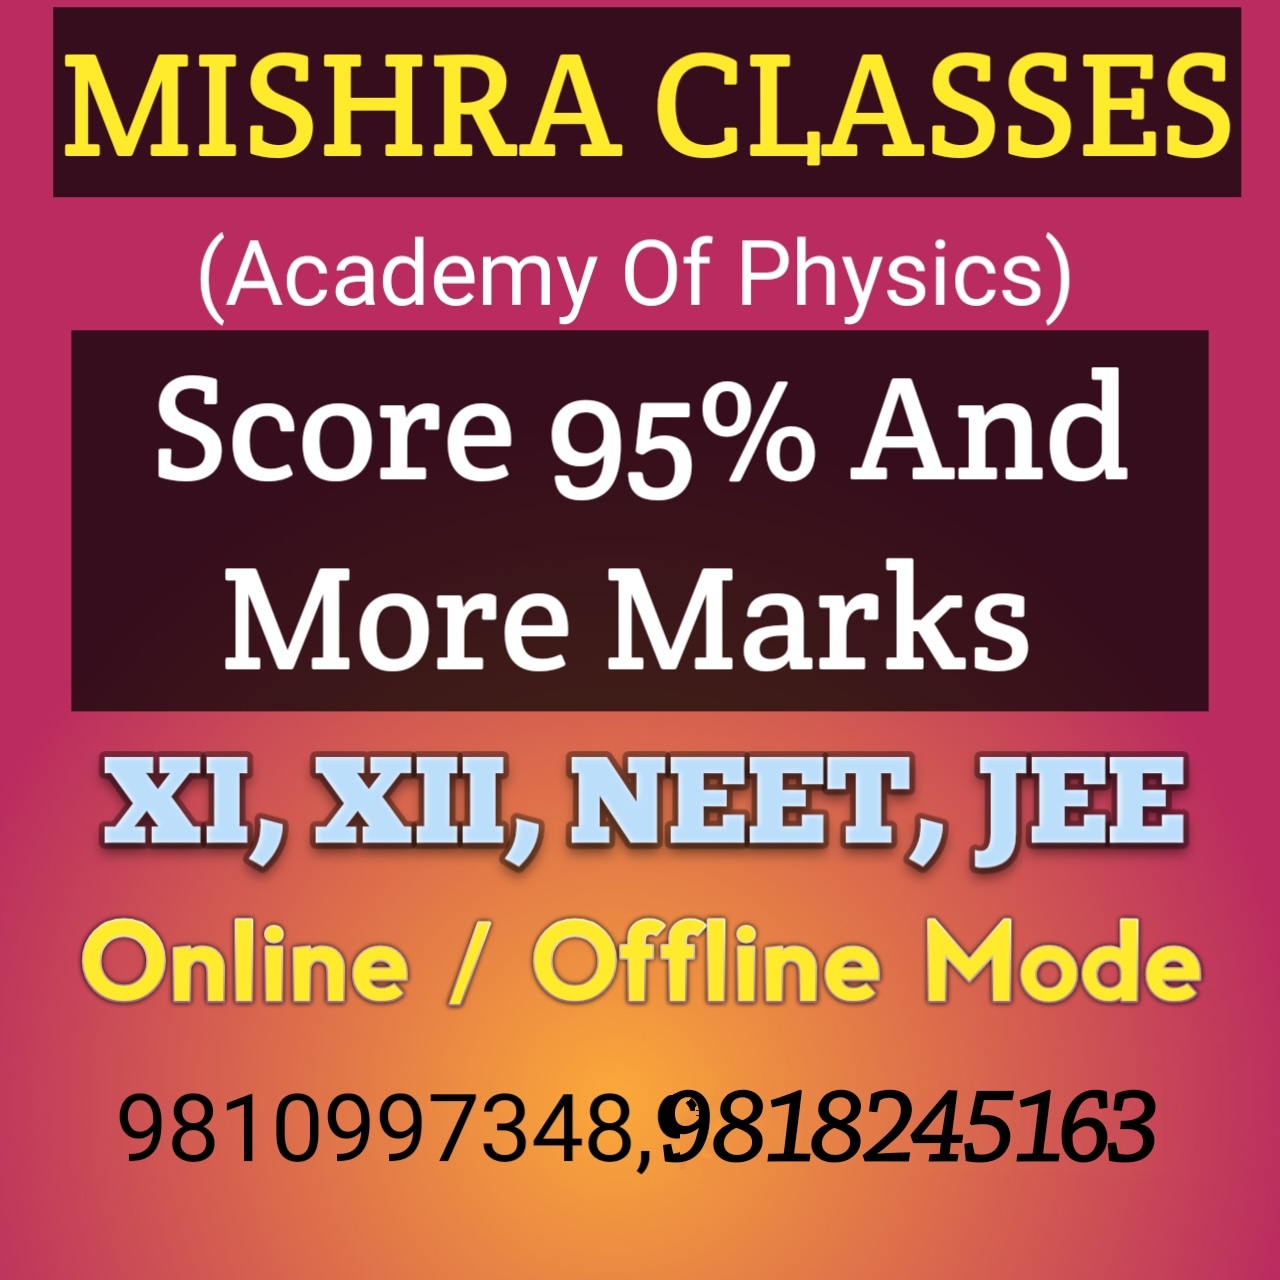 MISHRA CLASSES
(Academy Of Physics)
Score 95% And
More Marks
XI, XII, NEET, JEE
Online / Offline Mode
9810997348,9818245163